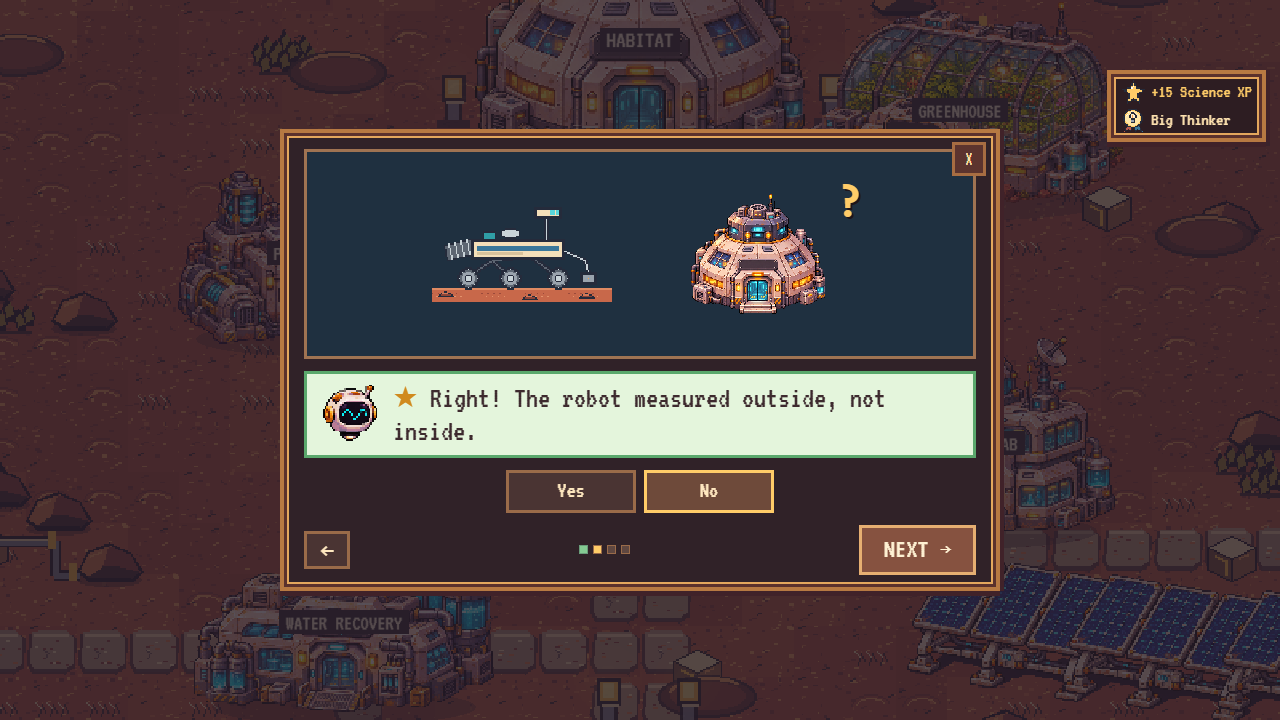 HABITAT
GREENHOUSE
+15 Science XP
Big Thinker
X
?
★ Right! The robot measured outside, not
inside.
AB
Yes
No
←
NEXT →
WATER RECOVERY